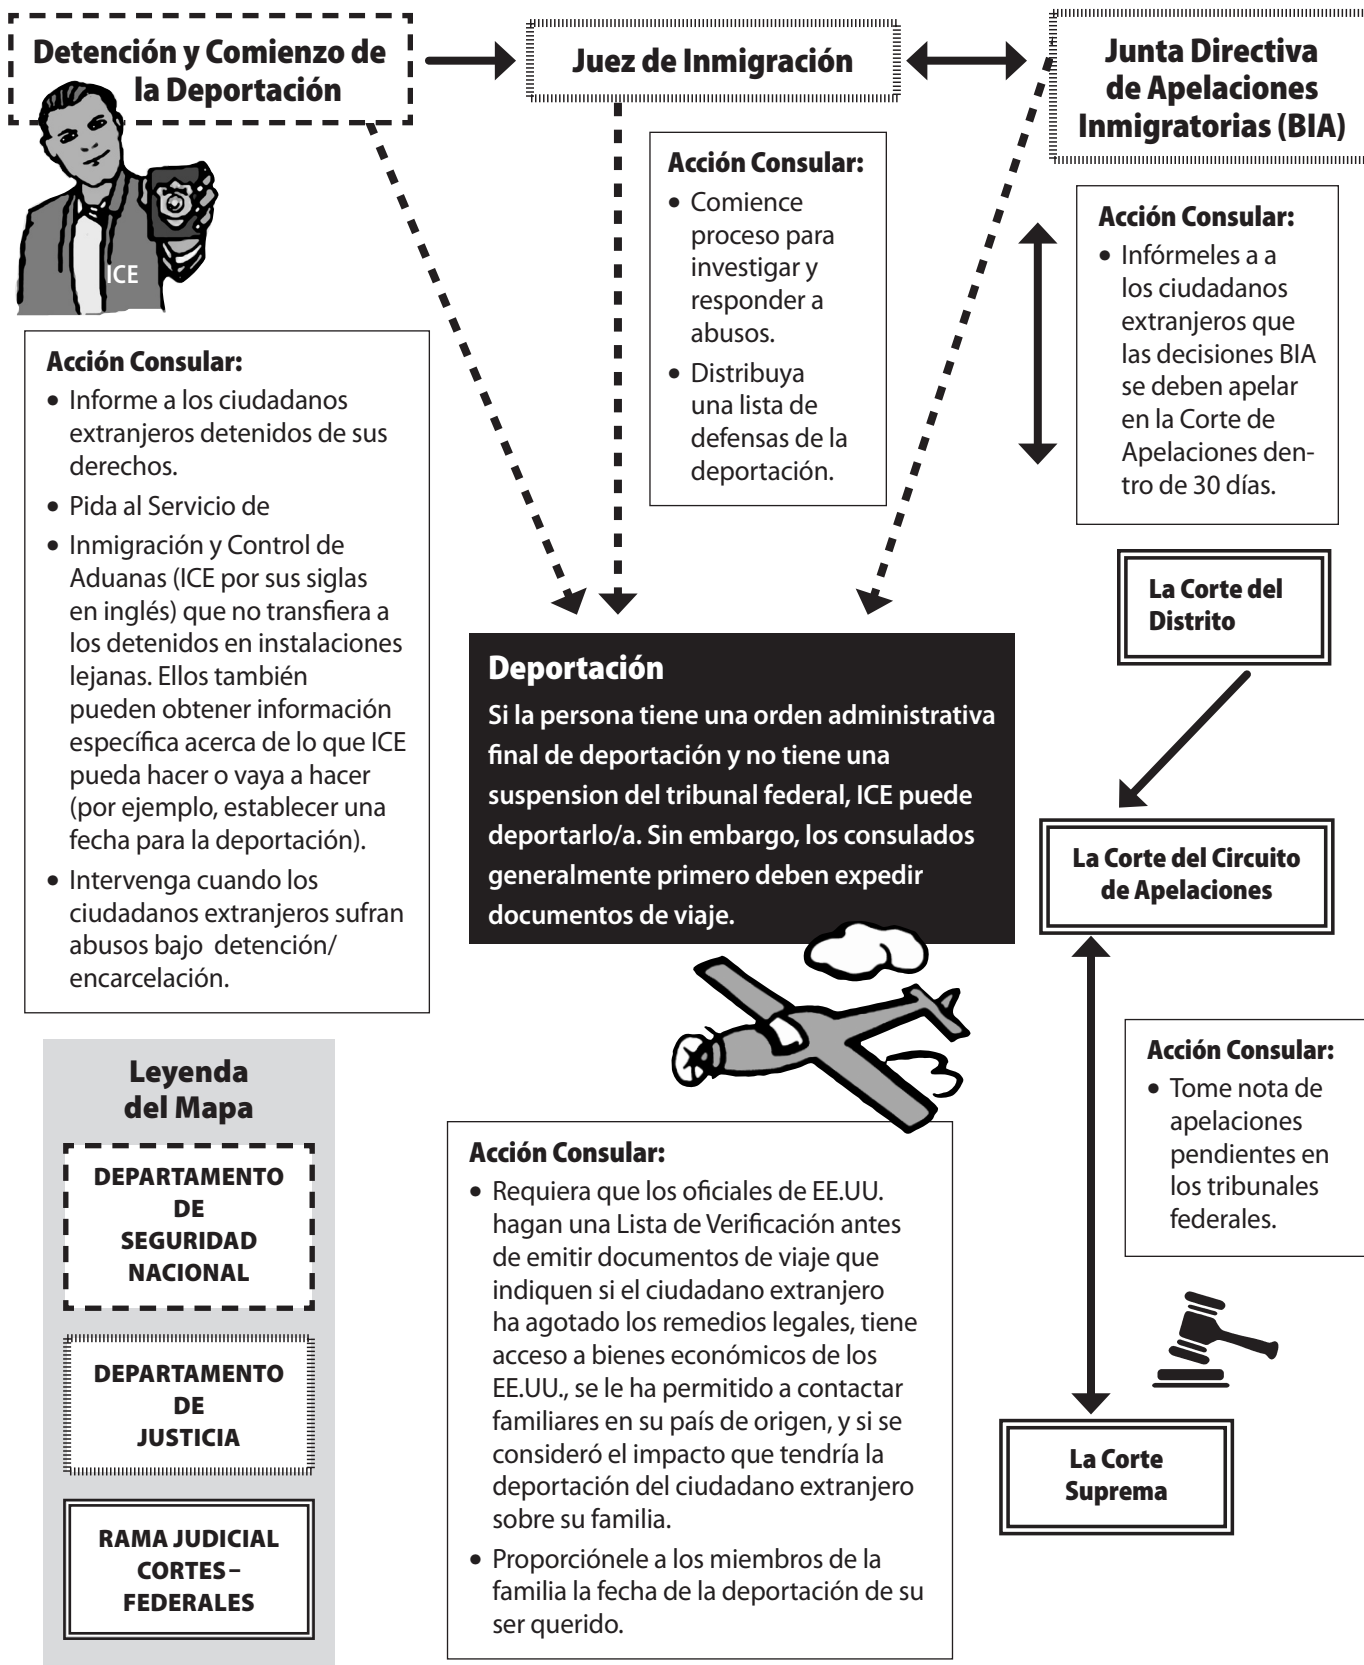 Detención y Comienzo de
la Deportación
Juez de Inmigración
Junta Directiva
de Apelaciones
Inmigratorias (BIA)
ICE
Acción Consular:
• Informe a los ciudadanos
extranjeros detenidos de sus
derechos.
• Pida al Servicio de
• Inmigración y Control de
Aduanas (ICE por sus siglas
en inglés) que no transfiera a
los detenidos en instalaciones
lejanas. Ellos también
pueden obtener información
específica acerca de lo que ICE
pueda hacer o vaya a hacer
(por ejemplo, establecer una
fecha para la deportación).
• Intervenga cuando los
ciudadanos extranjeros sufran
abusos bajo detención/
encarcelación.
Acción Consular:
• Comience
proceso para
investigar y
responder a
abusos.
• Distribuya
una lista de
defensas de la
deportación.
Acción Consular:
• Infórmeles a a
los ciudadanos
extranjeros que
las decisiones BIA
se deben apelar
en la Corte de
Apelaciones den-
tro de 30 días.
La Corte del
Distrito
Deportación
Si la persona tiene una orden administrativa
final de deportación y no tiene una
suspension del tribunal federal, ICE puede
deportarlo/a. Sin embargo, los consulados
generalmente primero deben expedir
documentos de viaje.
La Corte del Circuito
de Apelaciones
Acción Consular:
• Tome nota de
apelaciones
pendientes en
los tribunales
federales.
La Corte
Suprema
Acción Consular:
• Requiera que los oficiales de EE.UU.
hagan una Lista de Verificación antes
de emitir documentos de viaje que
indiquen si el ciudadano extranjero
ha agotado los remedios legales, tiene
acceso a bienes económicos de los
EE.UU., se le ha permitido a contactar
familiares en su país de origen, y si se
consideró el impacto que tendría la
deportación del ciudadano extranjero
sobre su familia.
• Proporciónele a los miembros de la
familia la fecha de la deportación de su
ser querido.
Leyenda
del Mapa
DEPARTAMENTO
DE
SEGURIDAD
NACIONAL
DEPARTAMENTO
DE
JUSTICIA
RAMA JUDICIAL
CORTES–
FEDERALES